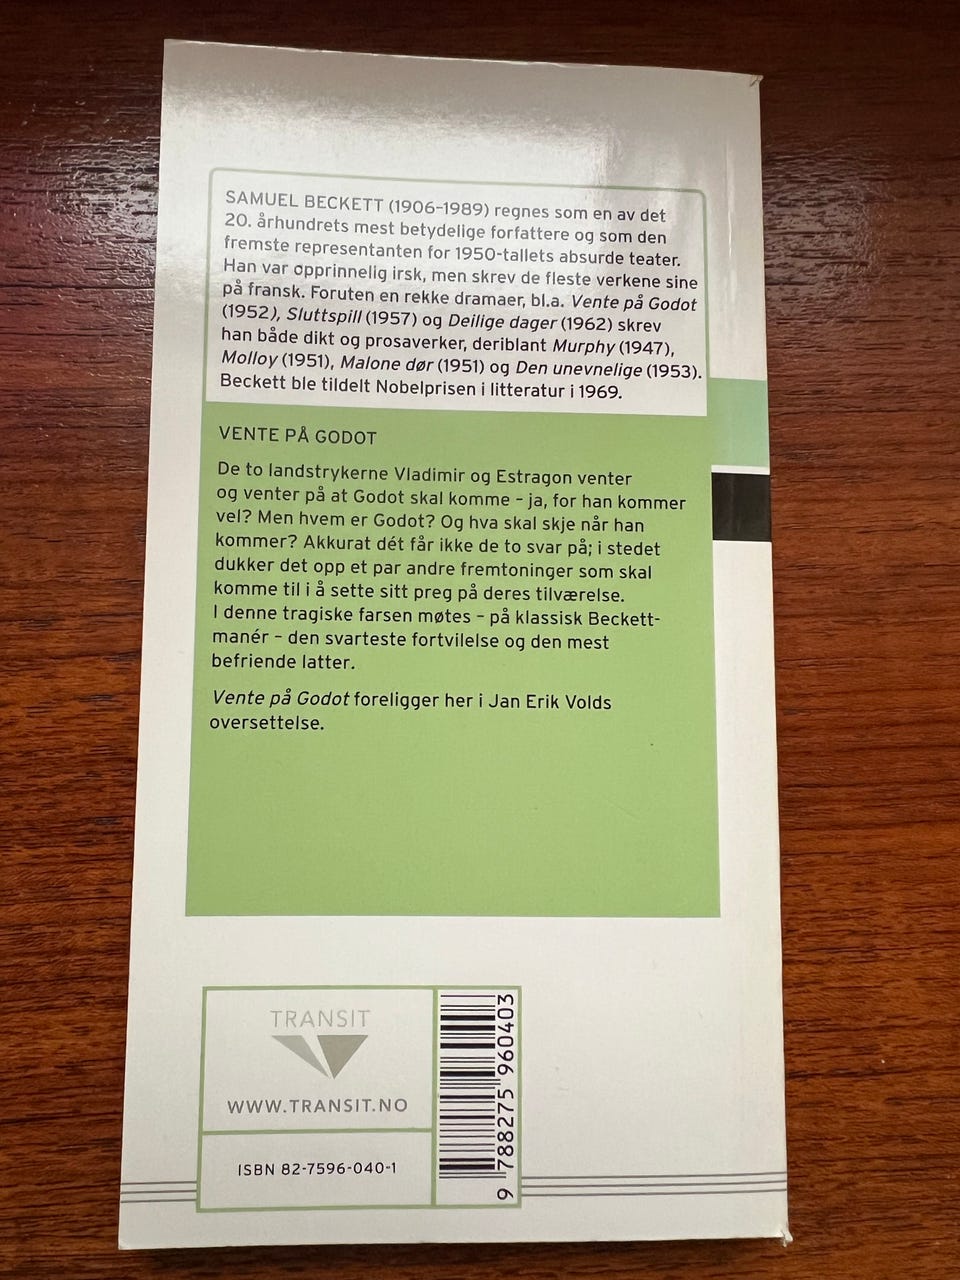 SAMUEL BECKETT (1906–1989) regnes som en av det
20. århundrets mest betydelige forfattere og som den
fremste representanten for 1950-tallets absurde teater.
Han var opprinnelig irsk, men skrev de fleste verkene sine
på fransk. Foruten en rekke dramaer, bl.a. Vente på Godot
(1952), Sluttspill (1957) og Deilige dager (1962) skrev
han både dikt og prosaverker, deriblant Murphy (1947),
Molloy (1951), Malone dør (1951) og Den unevnelige (1953).
Beckett ble tildelt Nobelprisen i litteratur i 1969.
VENTE PÅ GODOT
De to landstrykerne Vladimir og Estragon venter
og venter på at Godot skal komme – ja, for han kommer
vel? Men hvem er Godot? Og hva skal skje når han
kommer? Akkurat dét får ikke de to svar på; i stedet
dukker det opp et par andre fremtoninger som skal
komme til i å sette sitt preg på deres tilværelse.
I denne tragiske farsen møtes – på klassisk Beckett-
manér – den svarteste fortvilelse og den mest
befriende latter.
Vente på Godot foreligger her i Jan Erik Volds
oversettelse.
TRANSIT
WWW.TRANSIT.NO
ISBN 82-7596-040-1
9 788275 960403